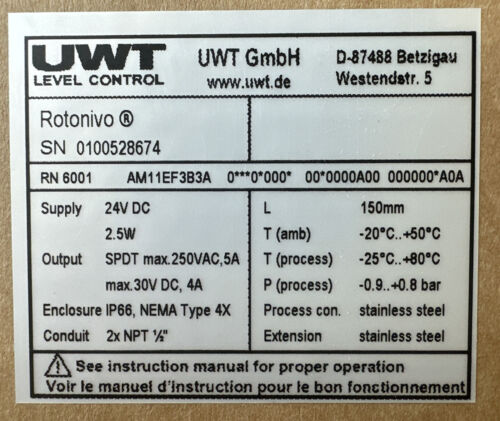 UWT
LEVEL CONTROL
UWT GmbH
www.uwt.de
D-87488 Betzigau
Westendstr. 5
Rotonivo ®
SN 0100528674
RN 6001 AM11EF3B3A 0***0*000* 00*0000A00 000000*A0A
Supply 24V DC
2.5W
Output SPDT max.250VAC,5A
max.30V DC, 4A
Enclosure IP66, NEMA Type 4X
Conduit 2x NPT ½"
L 150mm
T (amb) -20°C..+50°C
T (process) -25°C..+80°C
P (process) -0.9..+0.8 bar
Process con. stainless steel
Extension stainless steel
See instruction manual for proper operation
Voir le manuel d'instruction pour le bon fonctionnement